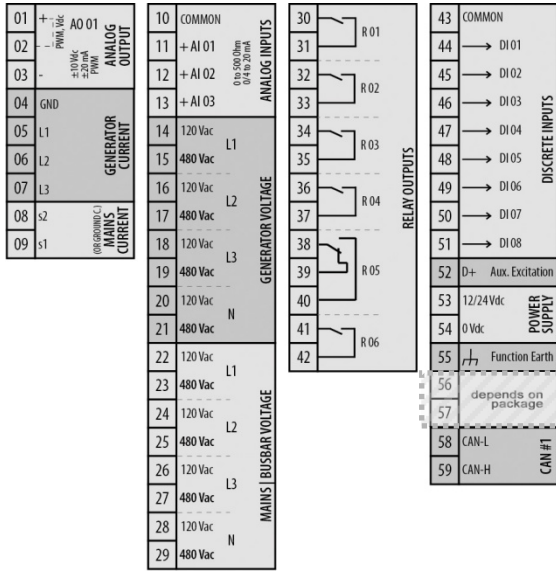 01 + PWM, Vdc AO 01
02
03 -
±10 Vdc
±20 mA
PWM
ANALOG
OUTPUT
04 GND
05 L1
06 L2
07 L3
GENERATOR
CURRENT
08 s2
09 s1
(OR GROUND C.)
MAINS
CURRENT
10 COMMON
11 + AI 01
12 + AI 02
13 + AI 03
0 to 500 Ohm
0/4 to 20 mA
ANALOG INPUTS
14 120 Vac
15 480 Vac
L1
16 120 Vac
17 480 Vac
L2
18 120 Vac
19 480 Vac
L3
20 120 Vac
21 480 Vac
N
GENERATOR VOLTAGE
22 120 Vac
23 480 Vac
L1
24 120 Vac
25 480 Vac
L2
26 120 Vac
27 480 Vac
L3
28 120 Vac
29 480 Vac
N
MAINS | BUSBAR VOLTAGE
30
31
R 01
32
33
R 02
34
35
R 03
36
37
R 04
38
39
40
R 05
41
42
R 06
RELAY OUTPUTS
43 COMMON
44 → DI 01
45 → DI 02
46 → DI 03
47 → DI 04
48 → DI 05
49 → DI 06
50 → DI 07
51 → DI 08
DISCRETE INPUTS
52 D+ Aux. Excitation
53 12/24 Vdc
54 0 Vdc
POWER
SUPPLY
55 Function Earth
56
57
depends on
package
58 CAN-L
59 CAN-H
CAN #1